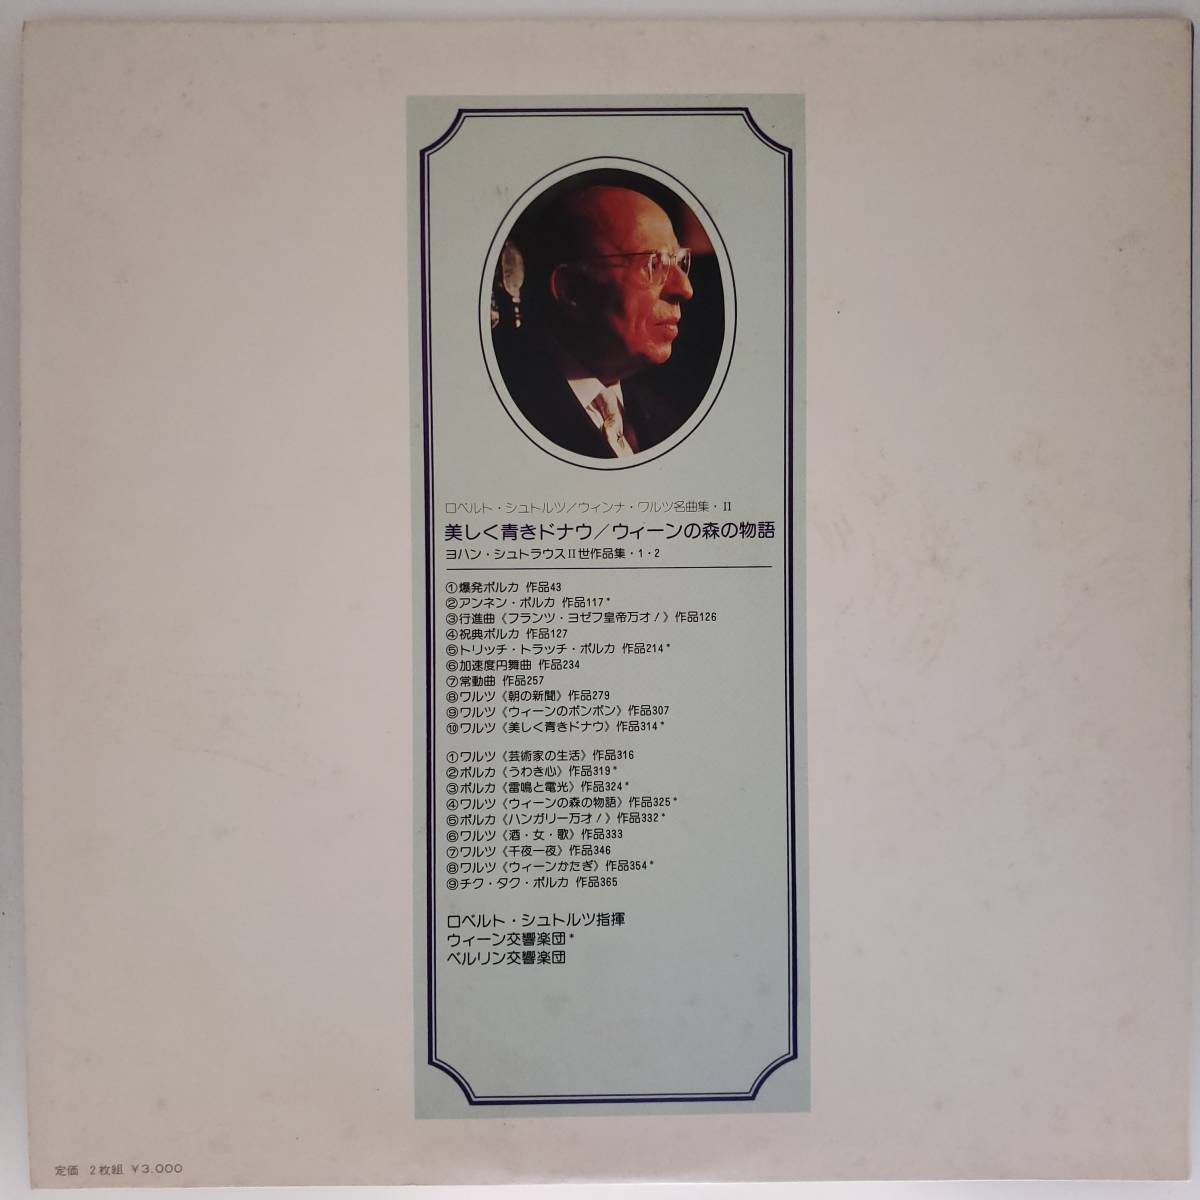 ロベルト・シュトルツ／ウィンナ・ワルツ名曲集・II
美しく青きドナウ／ウィーンの森の物語
ヨハン・シュトラウスII世作品集・1・2
①爆発ポルカ 作品43
②アンネン・ポルカ 作品117*
③行進曲《フランツ・ヨゼフ皇帝万才！》作品126
④祝典ポルカ 作品127
⑤トリッチ・トラッチ・ポルカ 作品214*
⑥加速度円舞曲 作品234
⑦常動曲 作品257
⑧ワルツ《朝の新聞》作品279
⑨ワルツ《ウィーンのボンボン》作品307
⑩ワルツ《美しく青きドナウ》作品314*
①ワルツ《芸術家の生活》作品316
②ポルカ《うわき心》作品319*
③ポルカ《雷鳴と電光》作品324*
④ワルツ《ウィーンの森の物語》作品325*
⑤ポルカ《ハンガリー万才！》作品332*
⑥ワルツ《酒・女・歌》作品333
⑦ワルツ《千夜一夜》作品346
⑧ワルツ《ウィーンかたぎ》作品354*
⑨チク・タク・ポルカ 作品365
ロベルト・シュトルツ指揮
ウィーン交響楽団*
ベルリン交響楽団
定価 2枚組 ¥3,000